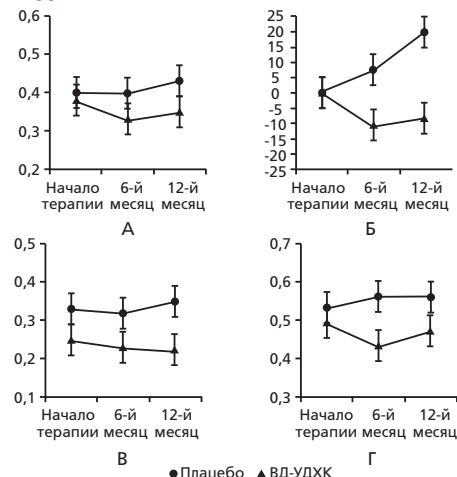 0,6
0,5
0,4
0,3
0,2
Начало терапии
6-й месяц
12-й месяц
А
25
20
15
10
5
0
-5
-10
-15
-20
-25
Начало терапии
6-й месяц
12-й месяц
Б
0,5
0,4
0,3
0,2
0,1
Начало терапии
6-й месяц
12-й месяц
В
0,7
0,6
0,5
0,4
0,3
Начало терапии
6-й месяц
12-й месяц
Г
Плацебо ВД-УДХК